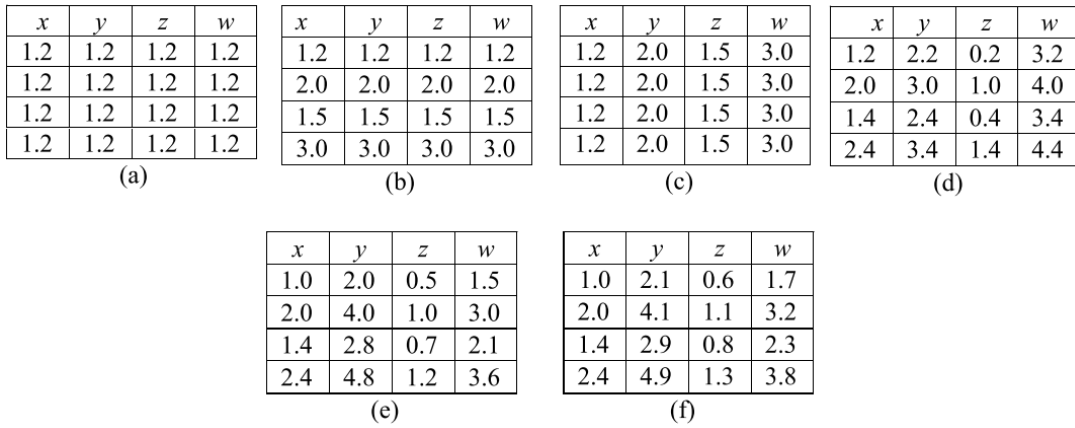 x y z w x y z w x y z w x y z w
1.2 1.2 1.2 1.2 1.2 1.2 1.2 1.2 1.2 2.0 1.5 3.0 1.2 2.2 0.2 3.2
1.2 1.2 1.2 1.2 2.0 2.0 2.0 2.0 1.2 2.0 1.5 3.0 2.0 3.0 1.0 4.0
1.2 1.2 1.2 1.2 1.5 1.5 1.5 1.5 1.2 2.0 1.5 3.0 1.4 2.4 0.4 3.4
1.2 1.2 1.2 1.2 3.0 3.0 3.0 3.0 1.2 2.0 1.5 3.0 2.4 3.4 1.4 4.4
(a) (b) (c) (d)
x y z w x y z w
1.0 2.0 0.5 1.5 1.0 2.1 0.6 1.7
2.0 4.0 1.0 3.0 2.0 4.1 1.1 3.2
1.4 2.8 0.7 2.1 1.4 2.9 0.8 2.3
2.4 4.8 1.2 3.6 2.4 4.9 1.3 3.8
(e) (f)